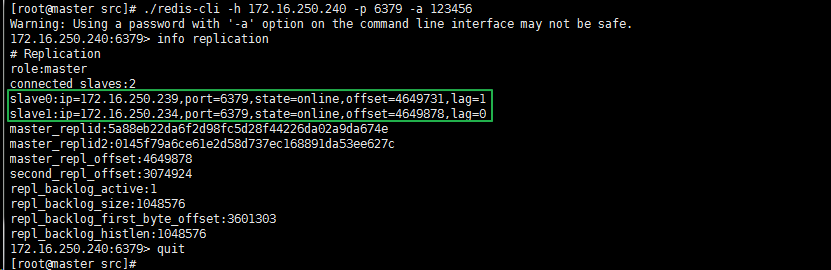 [root@master src]# ./redis-cli -h 172.16.250.240 -p 6379 -a 123456
Warning: Using a password with '-a' option on the command line interface may not be safe.
172.16.250.240:6379> info replication
# Replication
role:master
connected_slaves:2
slave0:ip=172.16.250.239,port=6379,state=online,offset=4649731,lag=1
slave1:ip=172.16.250.234,port=6379,state=online,offset=4649878,lag=0
master_replid:5a88eb22da6f2d98fc5d28f44226da02a9da674e
master_replid2:0145f79a6ce61e2d58d737ec168891da53ee627c
master_repl_offset:4649878
second_repl_offset:3074924
repl_backlog_active:1
repl_backlog_size:1048576
repl_backlog_first_byte_offset:3601303
repl_backlog_histlen:1048576
172.16.250.240:6379> quit
[root@master src]#